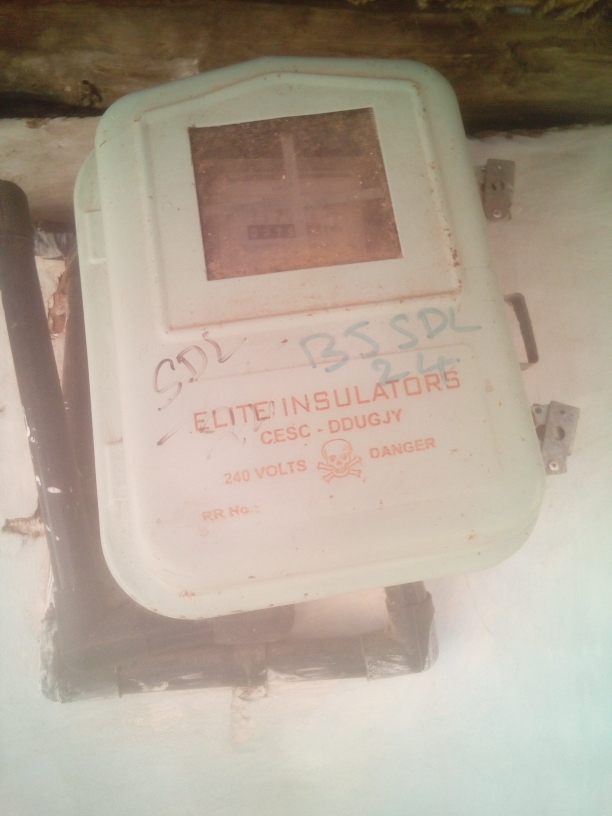 SDL
BJ SDL
24
ELITE INSULATORS
CESC - DDUGJY
240 VOLTS DANGER
RR No.: